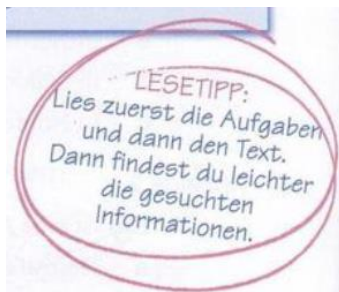 LESETIPP:
Lies zuerst die Aufgaben
und dann den Text.
Dann findest du leichter
die gesuchten
Informationen.